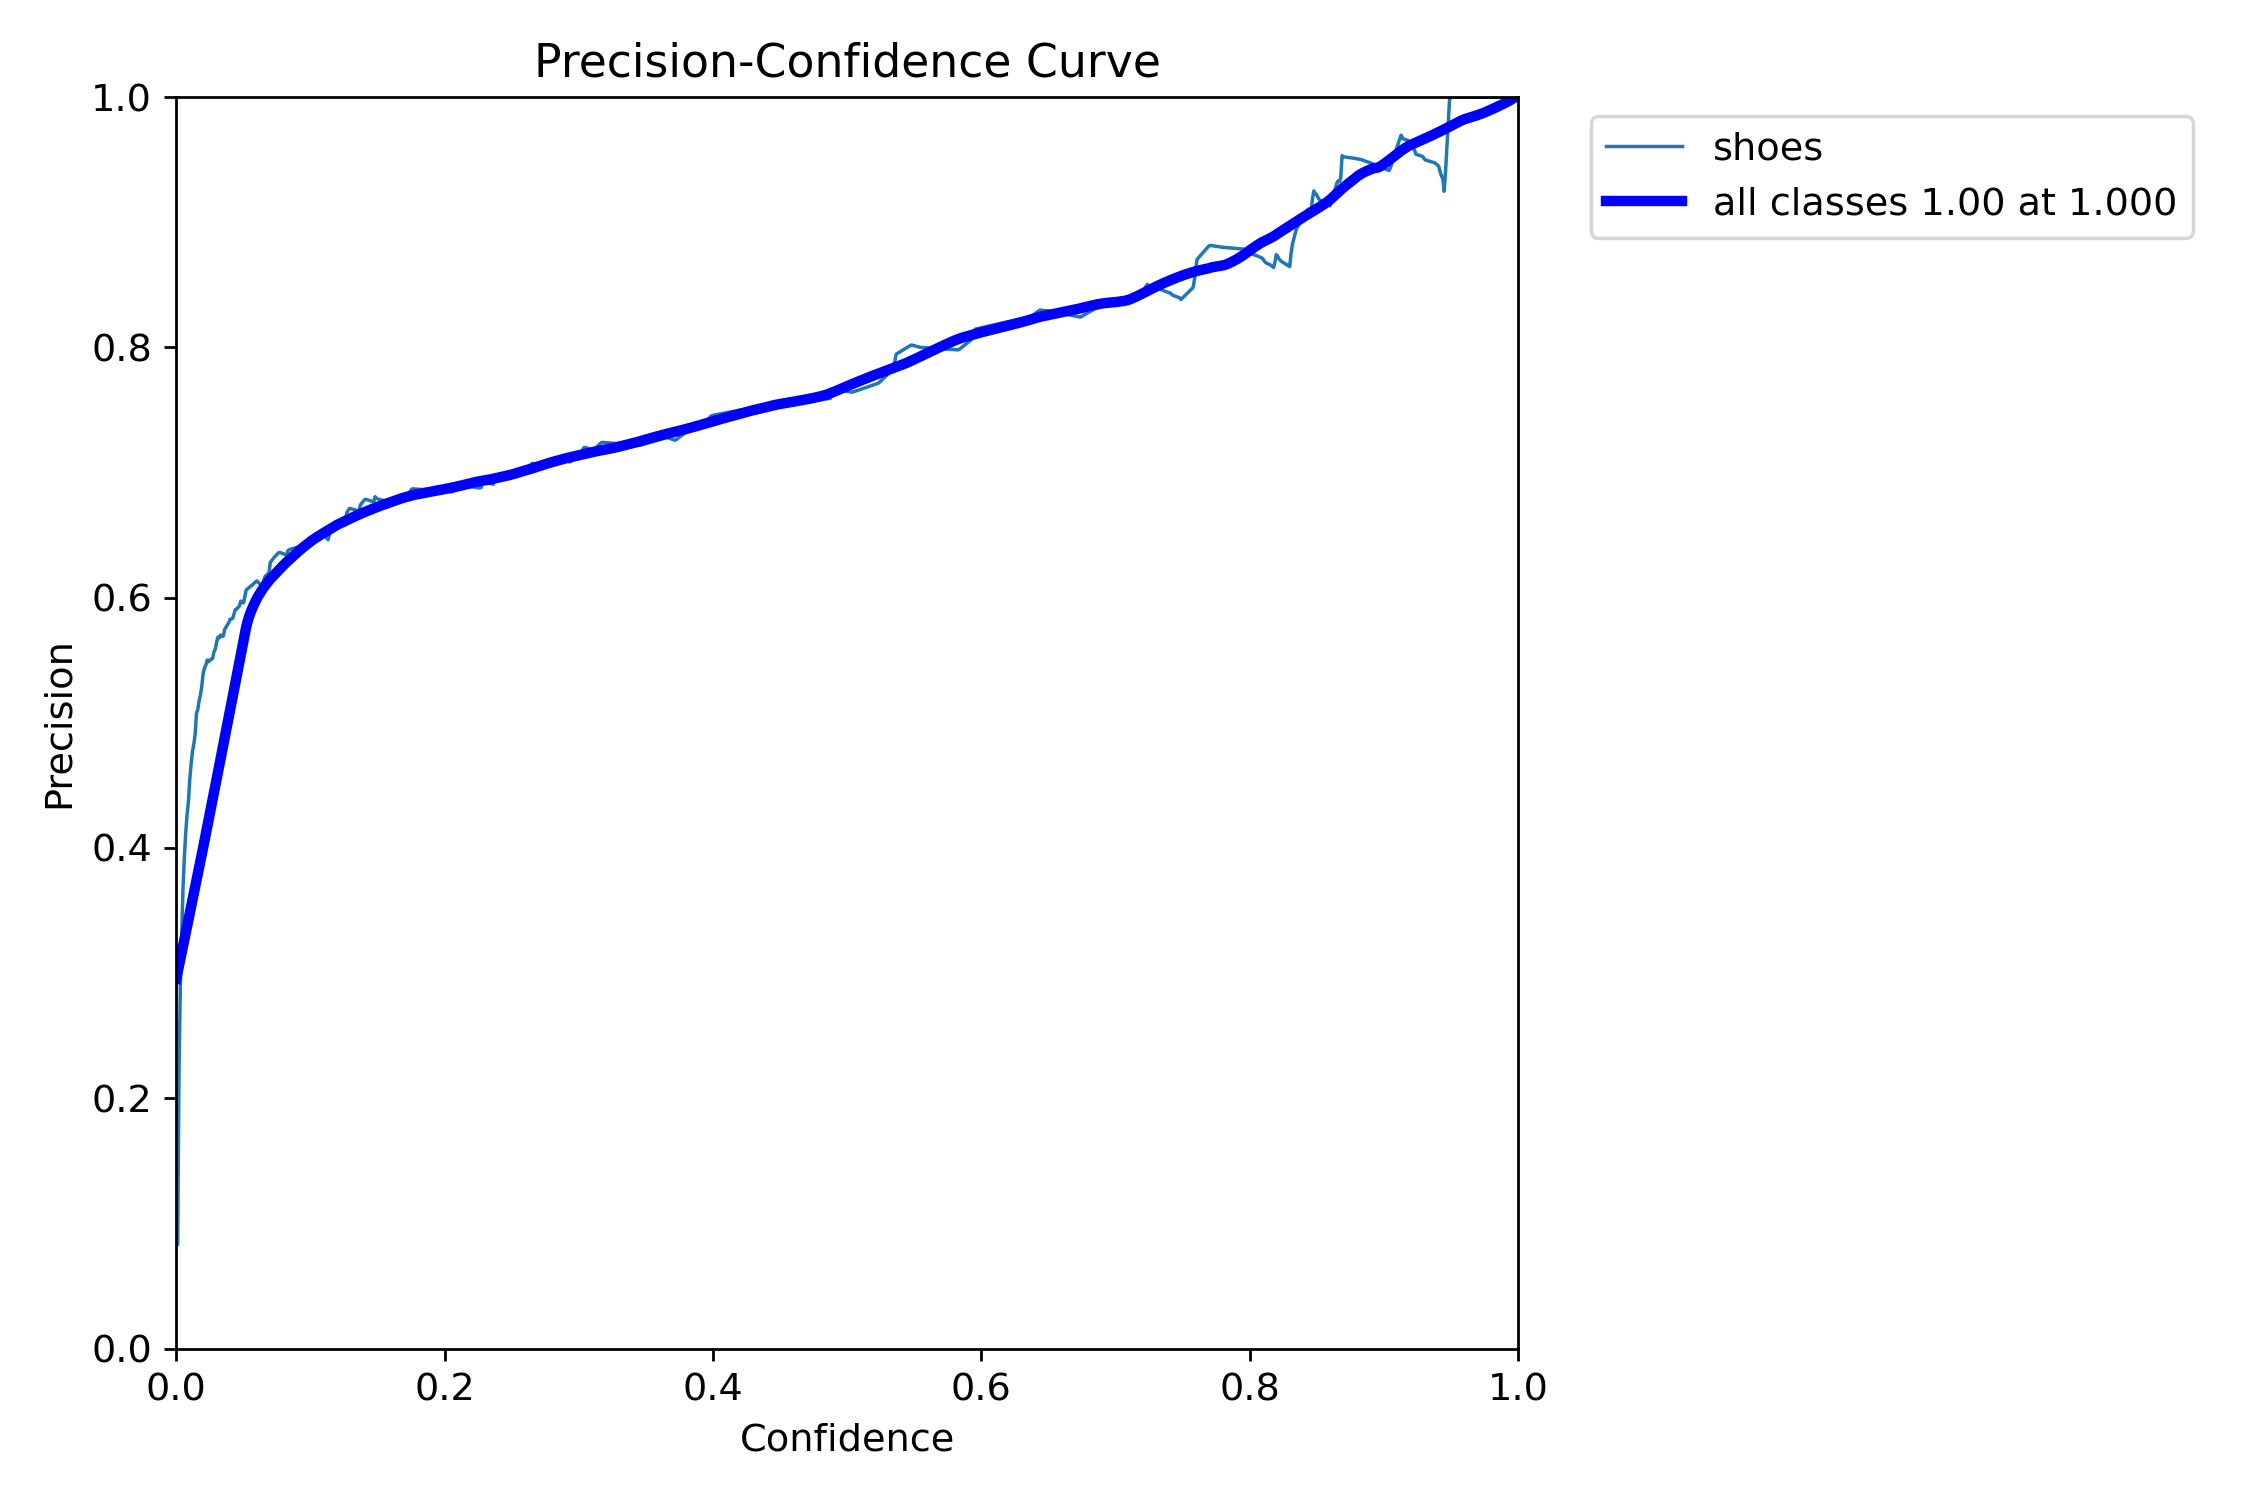 Precision-Confidence Curve
shoes
all classes 1.00 at 1.000
Precision
1.0
0.8
0.6
0.4
0.2
0.0
0.0 0.2 0.4 0.6 0.8 1.0
Confidence